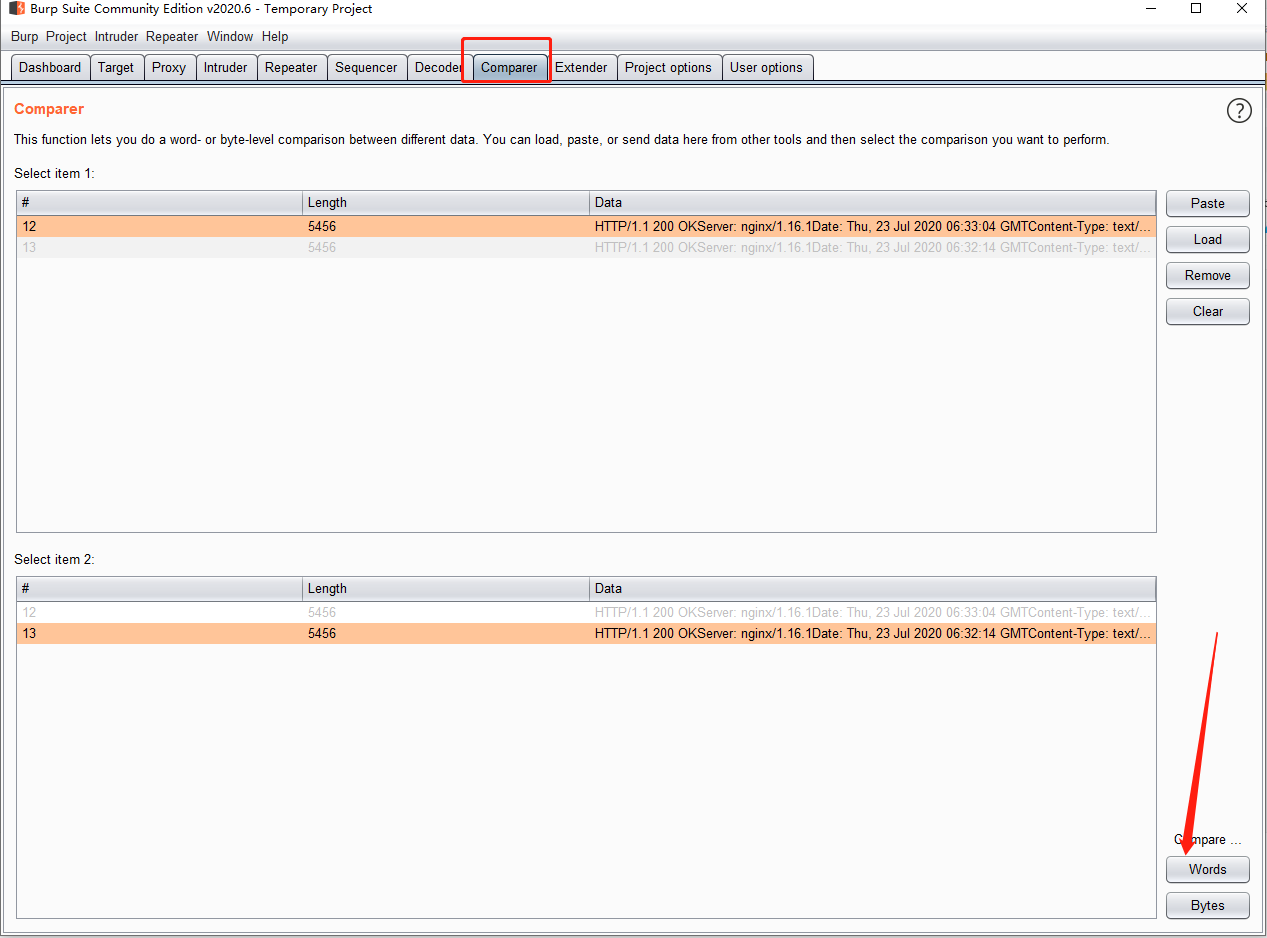 Burp Suite Community Edition v2020.6 - Temporary Project
Burp Project Intruder Repeater Window Help
Dashboard Target Proxy Intruder Repeater Sequencer Decoder Comparer Extender Project options User options
Comparer
?
This function lets you do a word- or byte-level comparison between different data. You can load, paste, or send data here from other tools and then select the comparison you want to perform.
Select item 1:
# Length Data
12 5456 HTTP/1.1 200 OKServer: nginx/1.16.1Date: Thu, 23 Jul 2020 06:33:04 GMTContent-Type: text/...
13 5456 HTTP/1.1 200 OKServer: nginx/1.16.1Date: Thu, 23 Jul 2020 06:32:14 GMTContent-Type: text/...
Paste
Load
Remove
Clear
Select item 2:
# Length Data
12 5456 HTTP/1.1 200 OKServer: nginx/1.16.1Date: Thu, 23 Jul 2020 06:33:04 GMTContent-Type: text/...
13 5456 HTTP/1.1 200 OKServer: nginx/1.16.1Date: Thu, 23 Jul 2020 06:32:14 GMTContent-Type: text/...
Compare ...
Words
Bytes